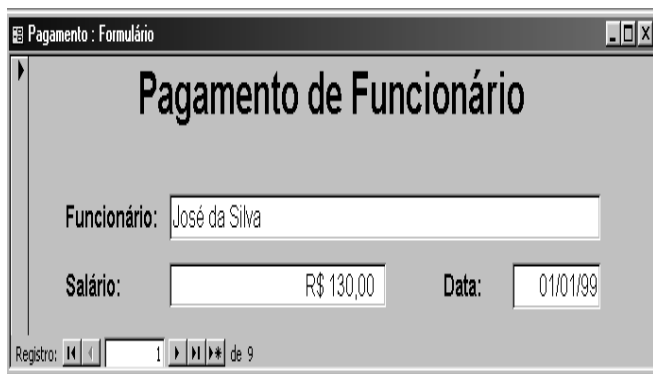 Pagamento : Formulário
Pagamento de Funcionário
Funcionário: José da Silva
Salário: R$ 130,00 Data: 01/01/99
Registro: 1 de 9